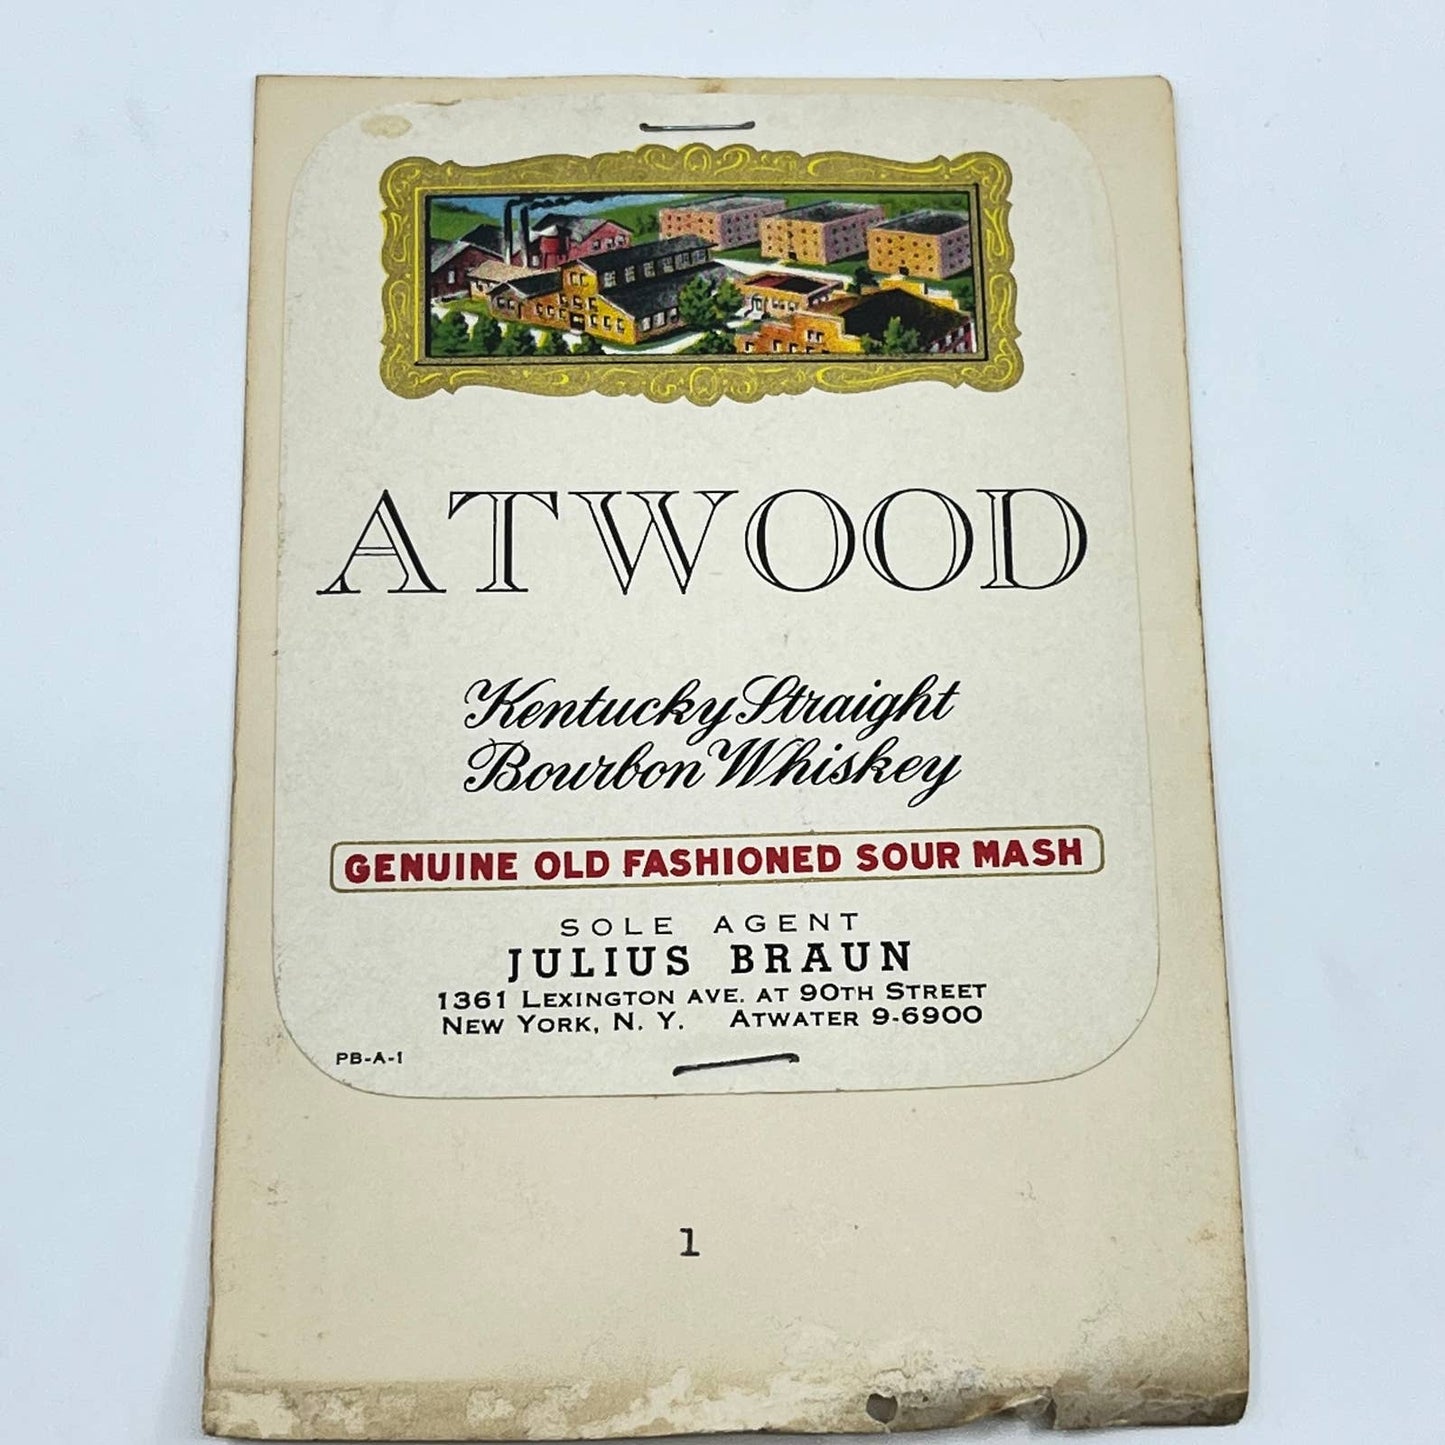 ATWOOD
Kentucky Straight
Bourbon Whiskey
GENUINE OLD FASHIONED SOUR MASH
SOLE AGENT
JULIUS BRAUN
1361 LEXINGTON AVE. AT 90TH STREET
NEW YORK, N. Y. ATWATER 9-6900
PB-A-1
1